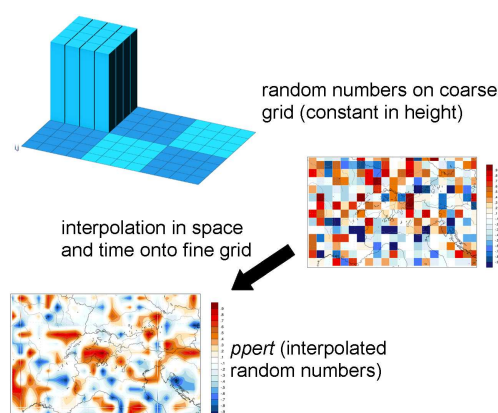 random numbers on coarse
grid (constant in height)
interpolation in space
and time onto fine grid
ppert (interpolated
random numbers)